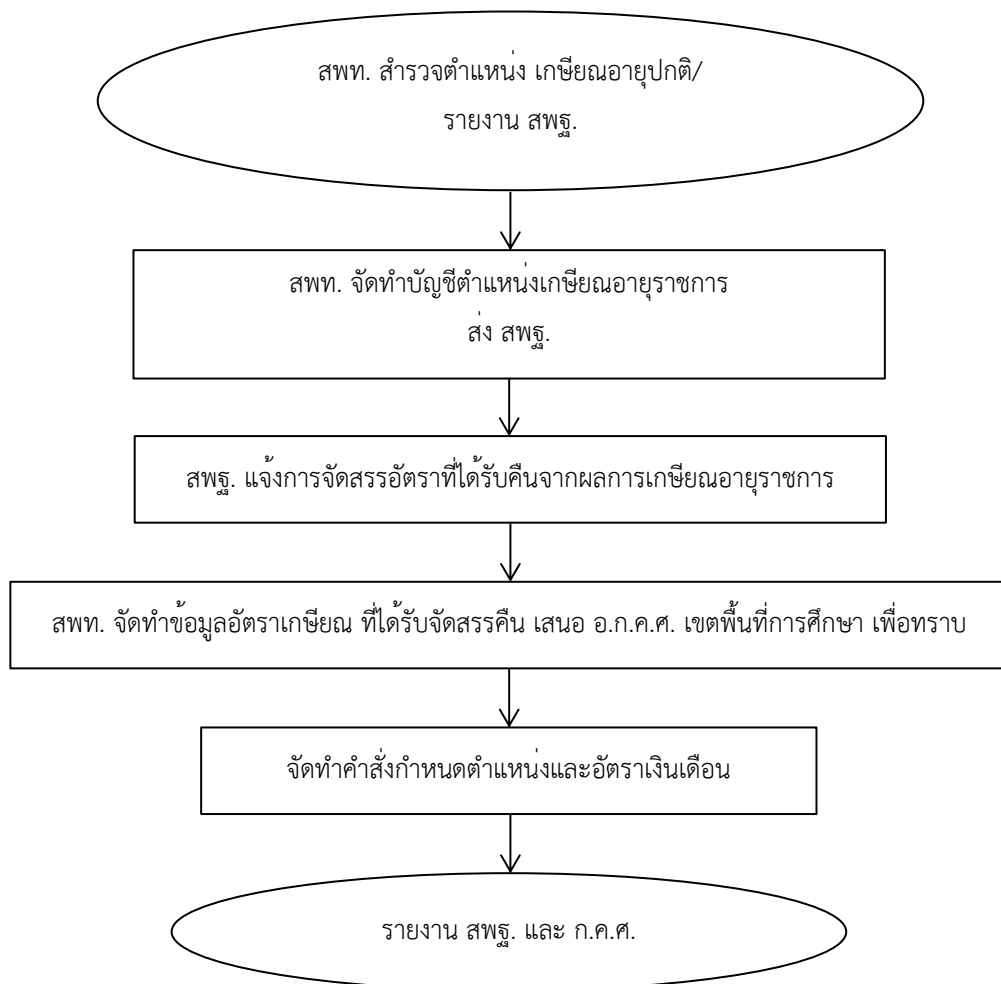 สพท. สำรวจตำแหน่ง เกษียณอายุปกติ/
รายงาน สพฐ.
สพท. จัดทำบัญชีตำแหน่งเกษียณอายุราชการ
ส่ง สพฐ.
สพฐ. แจ้งการจัดสรรอัตราที่ได้รับคืนจากผลการเกษียณอายุราชการ
สพท. จัดทำข้อมูลอัตราเกษียณ ที่ได้รับจัดสรรคืน เสนอ อ.ก.ค.ศ. เขตพื้นที่การศึกษา เพื่อทราบ
จัดทำคำสั่งกำหนดตำแหน่งและอัตราเงินเดือน
รายงาน สพฐ. และ ก.ค.ศ.